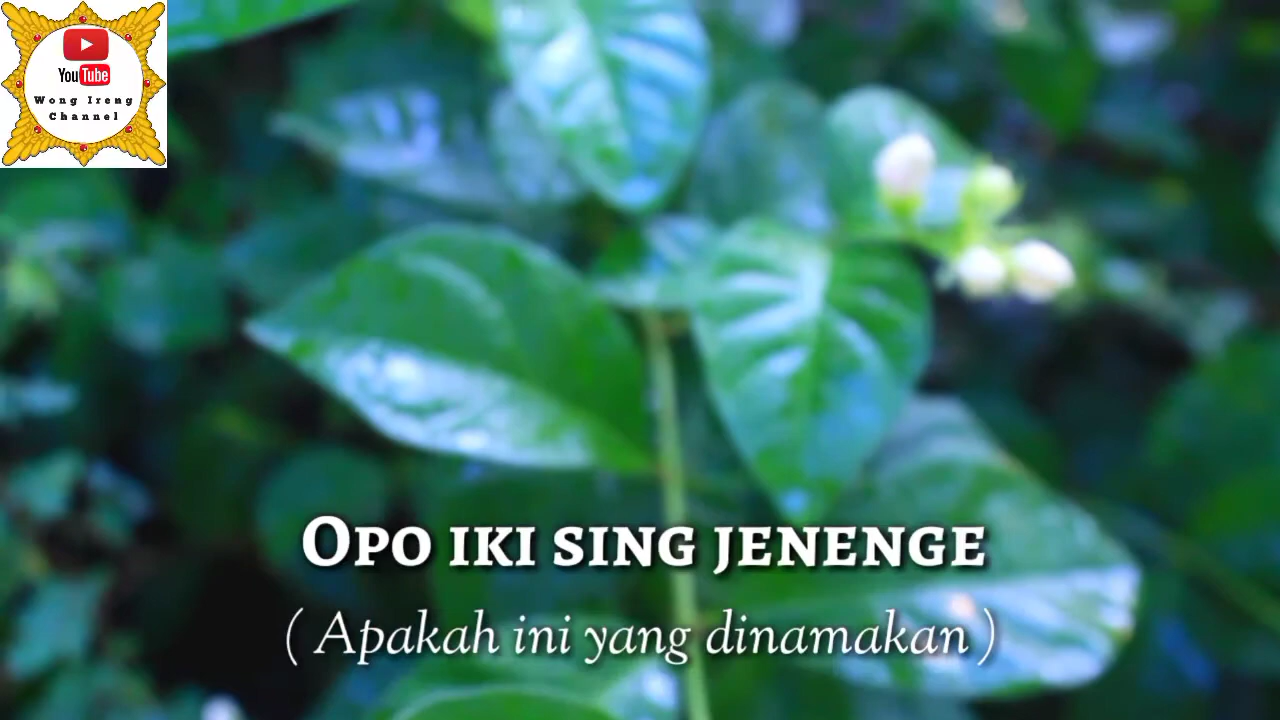 YouTube
Wong Ireng
Channel
Opo iki sing jenenge
( Apakah ini yang dinamakan )